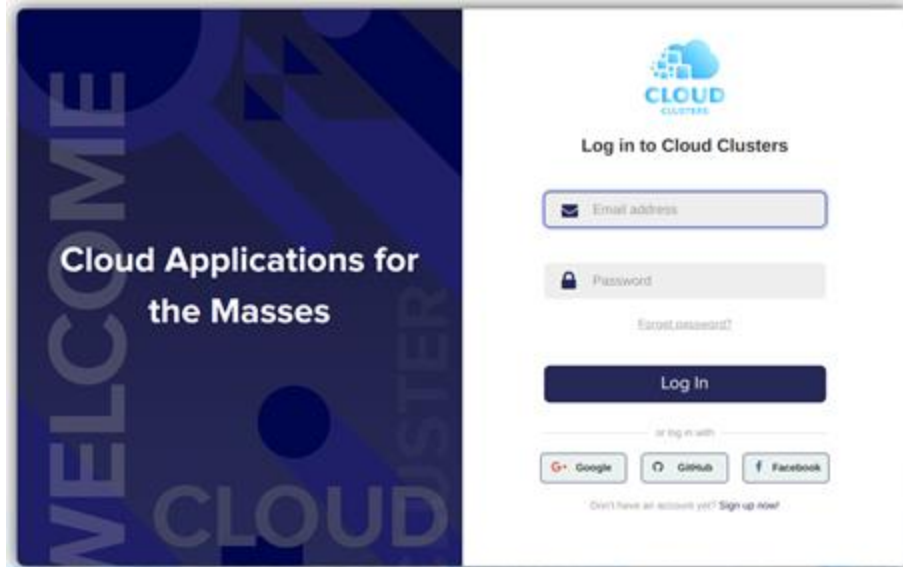 WELCOME
Cloud Applications for
the Masses
CLUSTER
CLOUD
CLOUD
CLUSTERS
Log in to Cloud Clusters
Email address
Password
Forget password?
Log In
or log in with
G+ Google
GitHub
f Facebook
Don't have an account yet? Sign up now!